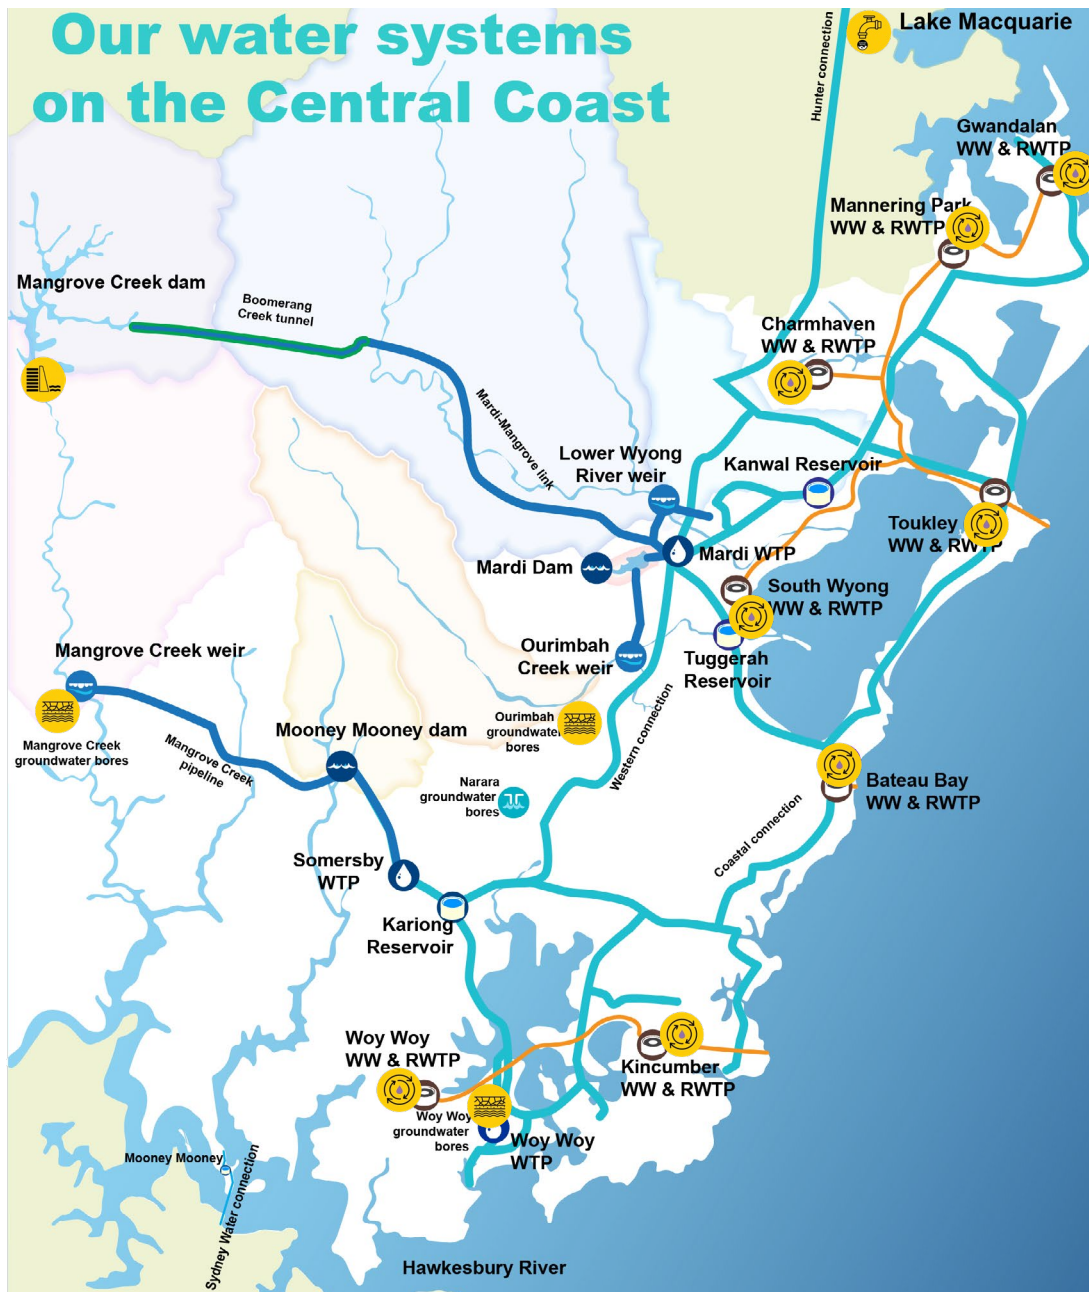 Our water systems
on the Central Coast
Lake Macquarie
Hunter connection
Gwandalan
WW & RWTP
Mannering Park
WW & RWTP
Mangrove Creek dam
Boomerang
Creek tunnel
Charmhaven
WW & RWTP
Mardi-Mangrove link
Lower Wyong
River weir
Kanwal Reservoir
Toukley
WW & RWTP
Mardi WTP
Mardi Dam
South Wyong
WW & RWTP
Ourimbah
Creek weir
Tuggerah
Reservoir
Mangrove Creek weir
Mangrove Creek
groundwater bores
Mangrove Creek
pipeline
Mooney Mooney dam
Ourimbah
groundwater
bores
Western connection
Narara
groundwater
bores
Bateau Bay
WW & RWTP
Coastal connection
Somersby
WTP
Kariong
Reservoir
Woy Woy
WW & RWTP
Kincumber
WW & RWTP
Woy Woy
groundwater
bores
Woy Woy
WTP
Mooney Mooney
Sydney Water connection
Hawkesbury River